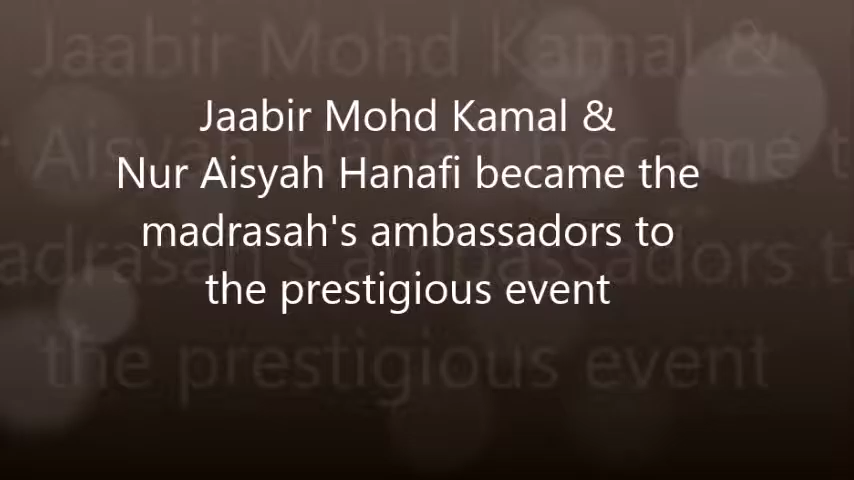 Jaabir Mohd Kamal &
Nur Aisyah Hanafi became the
madrasah's ambassadors to
the prestigious event